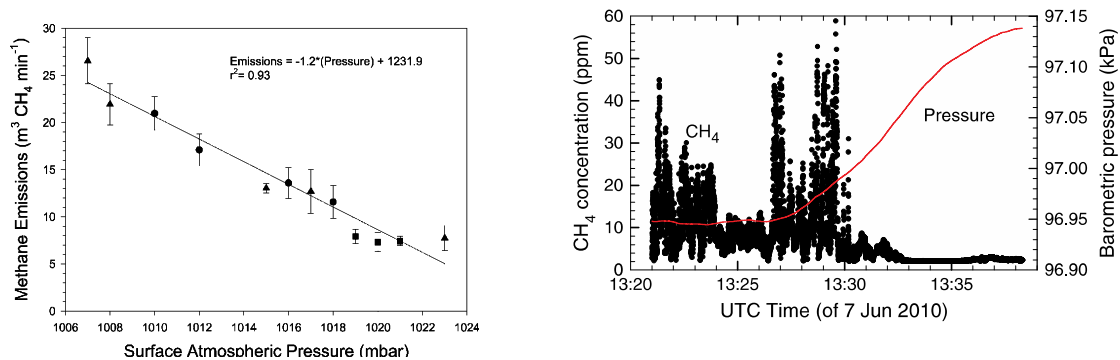 30
25
20
15
10
5
0
Methane Emissions (m³ CH₄ min⁻¹)
Emissions = -1.2*(Pressure) + 1231.9
r²= 0.93
1006 1008 1010 1012 1014 1016 1018 1020 1022 1024
Surface Atmospheric Pressure (mbar)
60
50
40
30
20
10
0
CH₄ concentration (ppm)
CH₄
Pressure
97.15
97.10
97.05
97.00
96.95
96.90
Barometric pressure (kPa)
13:20 13:25 13:30 13:35
UTC Time (of 7 Jun 2010)